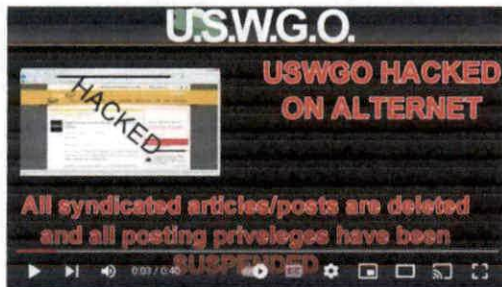 U.S.W.G.O.
HACKED
USWGO HACKED
ON ALTERNET
All syndicated articles/posts are deleted
and all posting priveleges have been
SUSPENDED
0:03 / 0:40